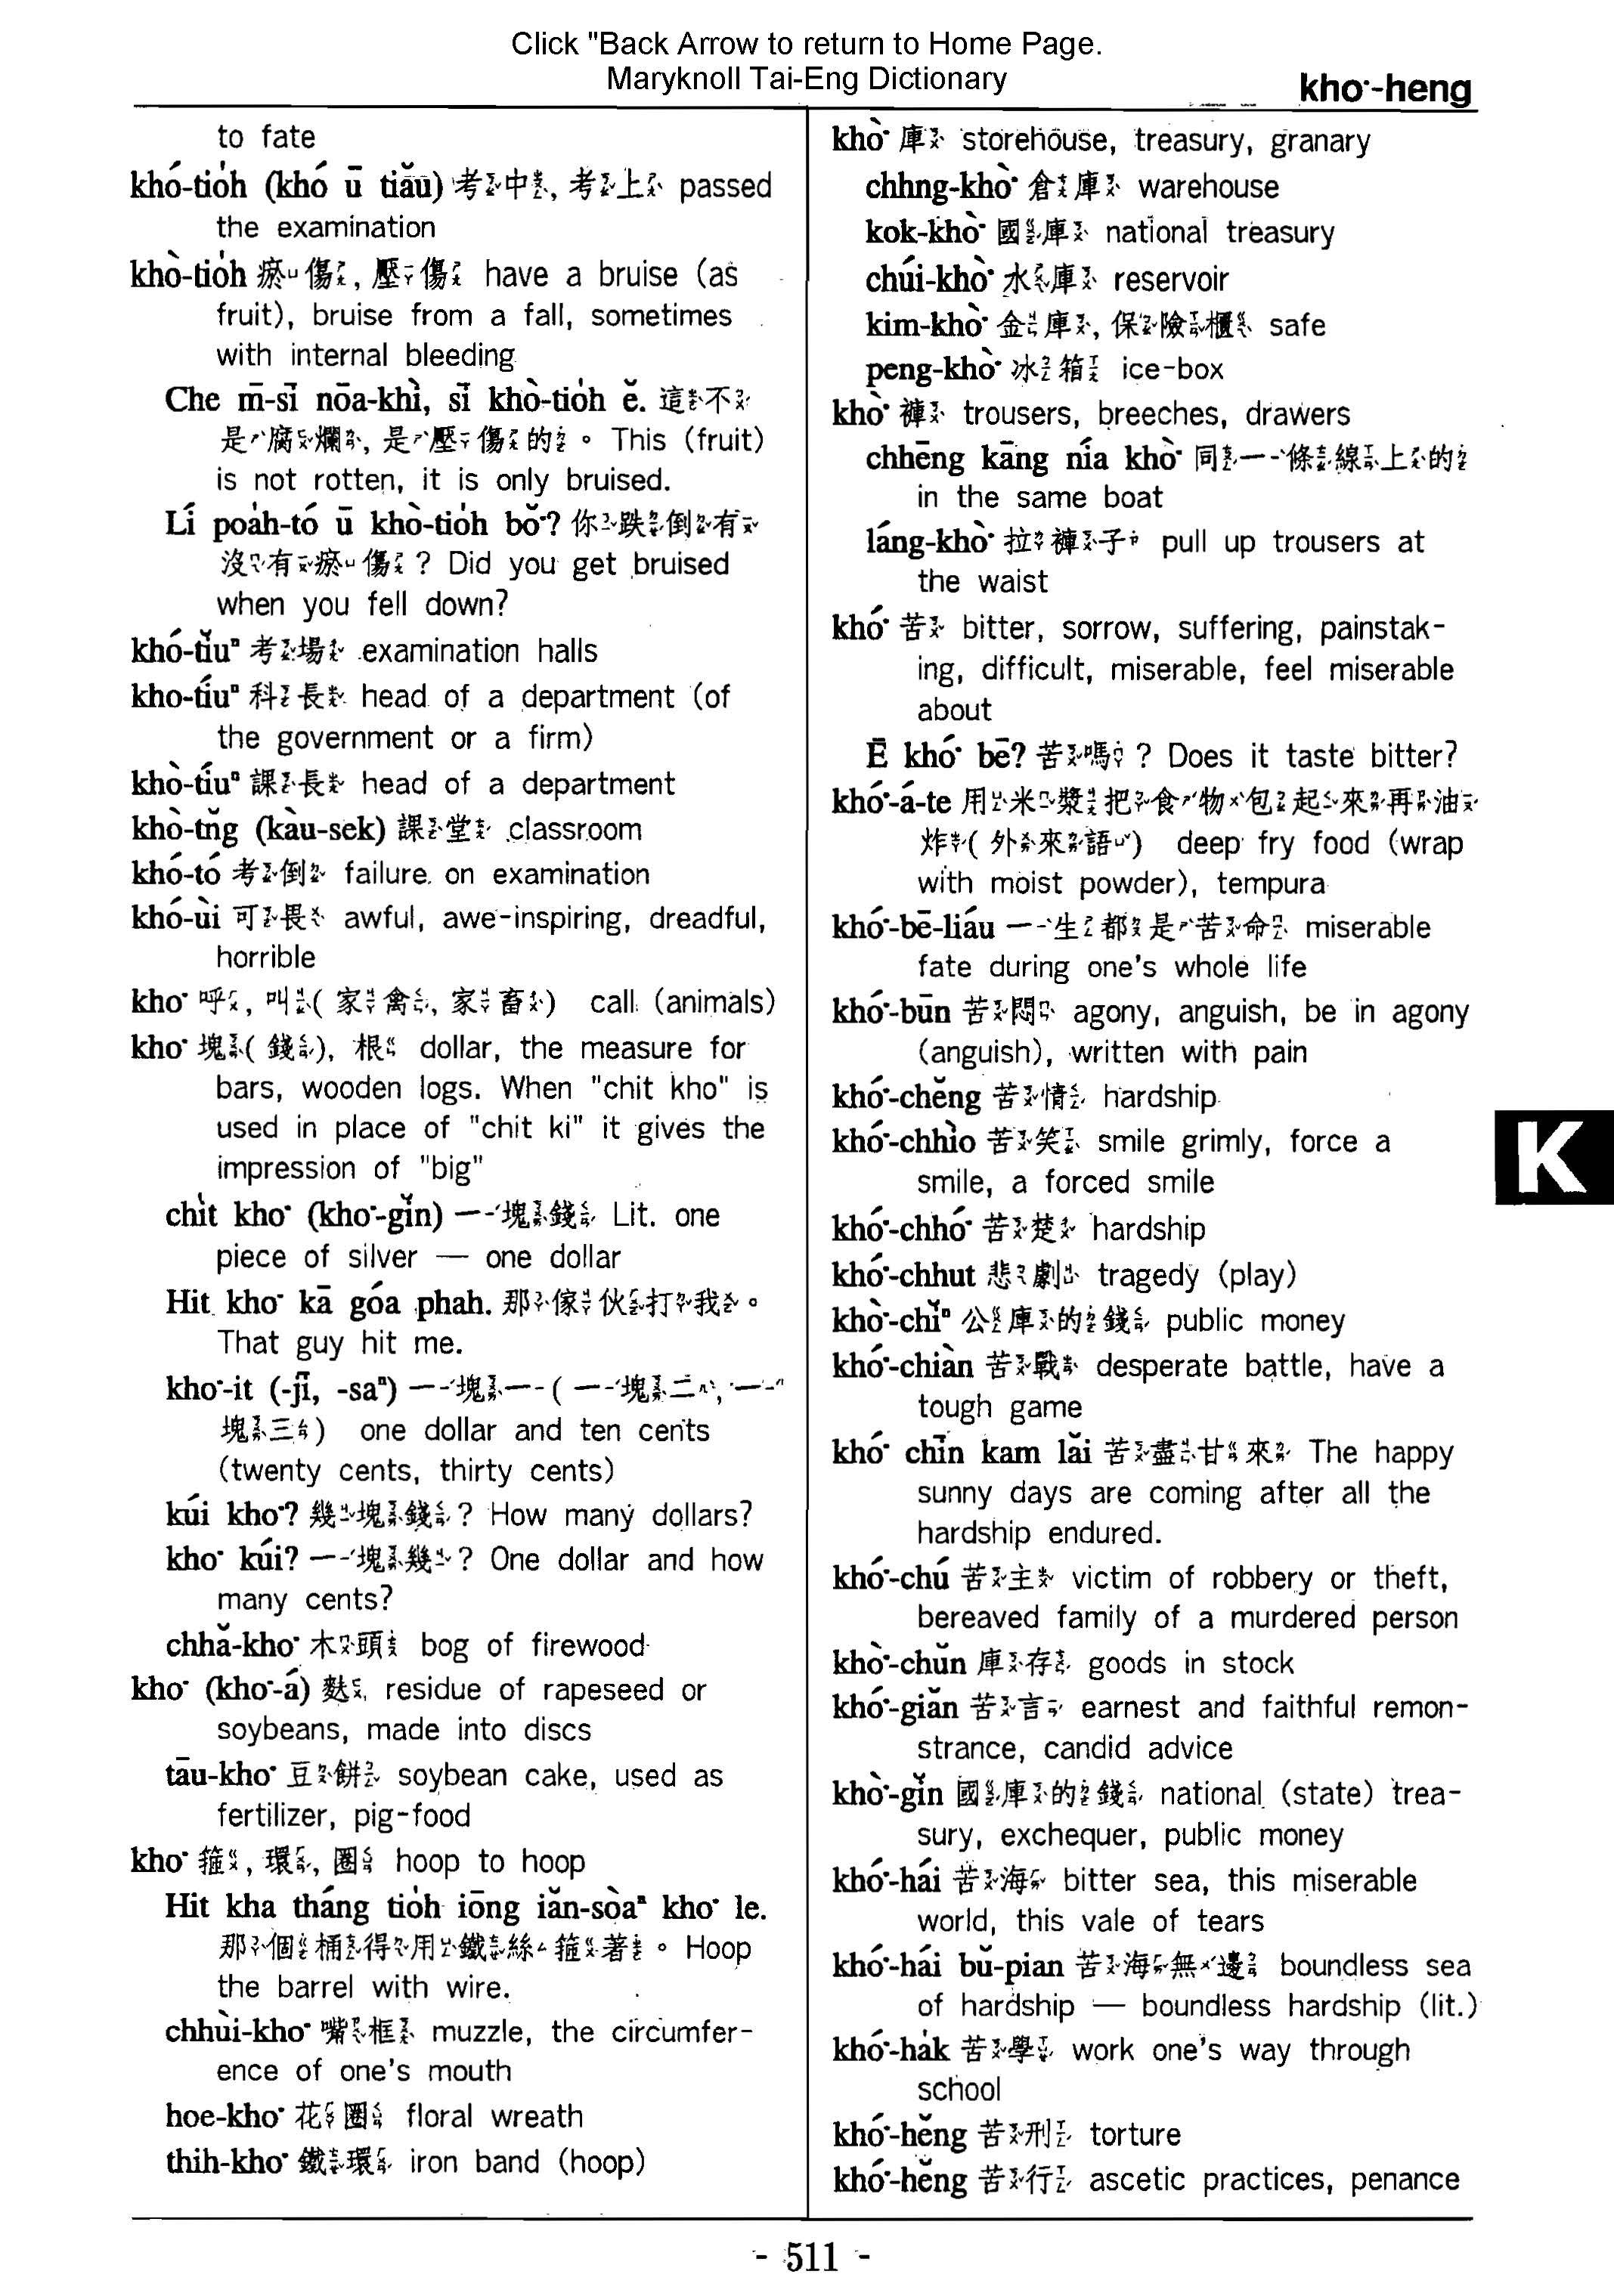 Click "Back Arrow to return to Home Page.
Maryknoll Tai-Eng Dictionary
kho͘-heng
to fate
khó-tio̍h (khó ū tiǎu) 考中, 考上 passed
the examination
khò-tio̍h 瘀傷, 壓傷 have a bruise (as
fruit), bruise from a fall, sometimes
with internal bleeding
Che m̄-sǐ nōa-khì, sǐ khò-tio̍h ě. 這不
是腐爛, 是壓傷的。 This (fruit)
is not rotten, it is only bruised.
Lí poa̍h-tó ū khò-tio̍h bǒ͘? 你跌倒有
沒有瘀傷? Did you get bruised
when you fell down?
khó-tiǔⁿ 考場 examination halls
kho-tiúⁿ 科長 head of a department (of
the government or a firm)
khò-tiúⁿ 課長 head of a department
khò-tn̆g (kàu-sek) 課堂 classroom
khó-tó 考倒 failure on examination
khó-ùi 可畏 awful, awe-inspiring, dreadful,
horrible
kho͘ 呼, 叫(家禽, 家畜) call (animals)
kho͘ 塊(錢), 根 dollar, the measure for
bars, wooden logs. When "chit kho" is
used in place of "chit ki" it gives the
impression of "big"
chi̍t kho͘ (kho͘-gǐn) 一塊錢 Lit. one
piece of silver — one dollar
Hit kho͘ kā góa phah. 那傢伙打我。
That guy hit me.
kho͘-it (-jī, -saⁿ) 一塊一(一塊二, 一
塊三) one dollar and ten cents
(twenty cents, thirty cents)
kúi kho͘? 幾塊錢? How many dollars?
kho͘ kúi? 一塊幾? One dollar and how
many cents?
chhǎ-kho͘ 木頭 bog of firewood
kho͘ (kho͘-á) 麩 residue of rapeseed or
soybeans, made into discs
tāu-kho͘ 豆餅 soybean cake, used as
fertilizer, pig-food
kho͘ 箍, 環, 圈 hoop to hoop
Hit kha tháng tio̍h iōng iǎn-sòaⁿ kho͘ le.
那個桶得用鐵絲箍著。 Hoop
the barrel with wire.
chhùi-kho͘ 嘴框 muzzle, the circumfer-
ence of one's mouth
hoe-kho͘ 花圈 floral wreath
thih-kho͘ 鐵環 iron band (hoop)
khò͘ 庫 storehouse, treasury, granary
chhng-khò͘ 倉庫 warehouse
kok-khò͘ 國庫 national treasury
chúi-khò͘ 水庫 reservoir
kim-khò͘ 金庫, 保險櫃 safe
peng-khò͘ 冰箱 ice-box
khò͘ 褲 trousers, breeches, drawers
chhēng kāng niá khò͘ 同一條線上的
in the same boat
láng-khò͘ 拉褲子 pull up trousers at
the waist
khó͘ 苦 bitter, sorrow, suffering, painstak-
ing, difficult, miserable, feel miserable
about
Ē khó͘ bē? 苦嗎? Does it taste bitter?
khó͘-á-te 用米漿把食物包起來再油
炸(外來語) deep fry food (wrap
with moist powder), tempura
khó͘-bē-liáu 一生都是苦命 miserable
fate during one's whole life
khó͘-būn 苦悶 agony, anguish, be in agony
(anguish), written with pain
khó͘-chěng 苦情 hardship
khó͘-chhìo 苦笑 smile grimly, force a
smile, a forced smile
khó͘-chhó͘ 苦楚 hardship
khó͘-chhut 悲劇 tragedy (play)
khò͘-chǐⁿ 公庫的錢 public money
khó͘-chiàn 苦戰 desperate battle, have a
tough game
khó͘ chīn kam lǎi 苦盡甘來 The happy
sunny days are coming after all the
hardship endured.
khó͘-chú 苦主 victim of robbery or theft,
bereaved family of a murdered person
khò͘-chǔn 庫存 goods in stock
khó͘-giǎn 苦言 earnest and faithful remon-
strance, candid advice
khò͘-gǐn 國庫的錢 national (state) trea-
sury, exchequer, public money
khó͘-hái 苦海 bitter sea, this miserable
world, this vale of tears
khó͘-hái bǔ-pian 苦海無邊 boundless sea
of hardship — boundless hardship (lit.)
khó͘-ha̍k 苦學 work one's way through
school
khó͘-hěng 苦刑 torture
khó͘-hěng 苦行 ascetic practices, penance
K
- 511 -